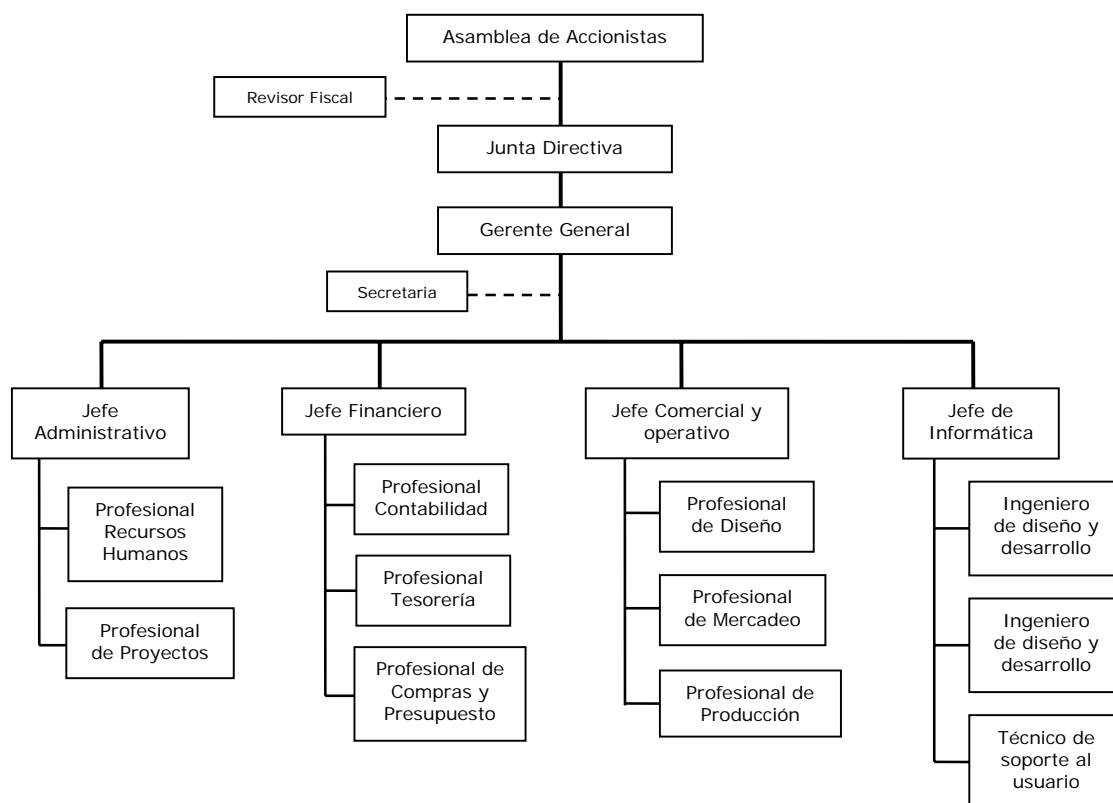 Asamblea de Accionistas
Revisor Fiscal
Junta Directiva
Gerente General
Secretaria
Jefe
Administrativo
Jefe Financiero
Jefe Comercial y
operativo
Jefe de
Informática
Profesional
Recursos
Humanos
Profesional
de Proyectos
Profesional
Contabilidad
Profesional
Tesorería
Profesional de
Compras y
Presupuesto
Profesional
de Diseño
Profesional
de Mercadeo
Profesional de
Producción
Ingeniero
de diseño y
desarrollo
Ingeniero
de diseño y
desarrollo
Técnico de
soporte al
usuario